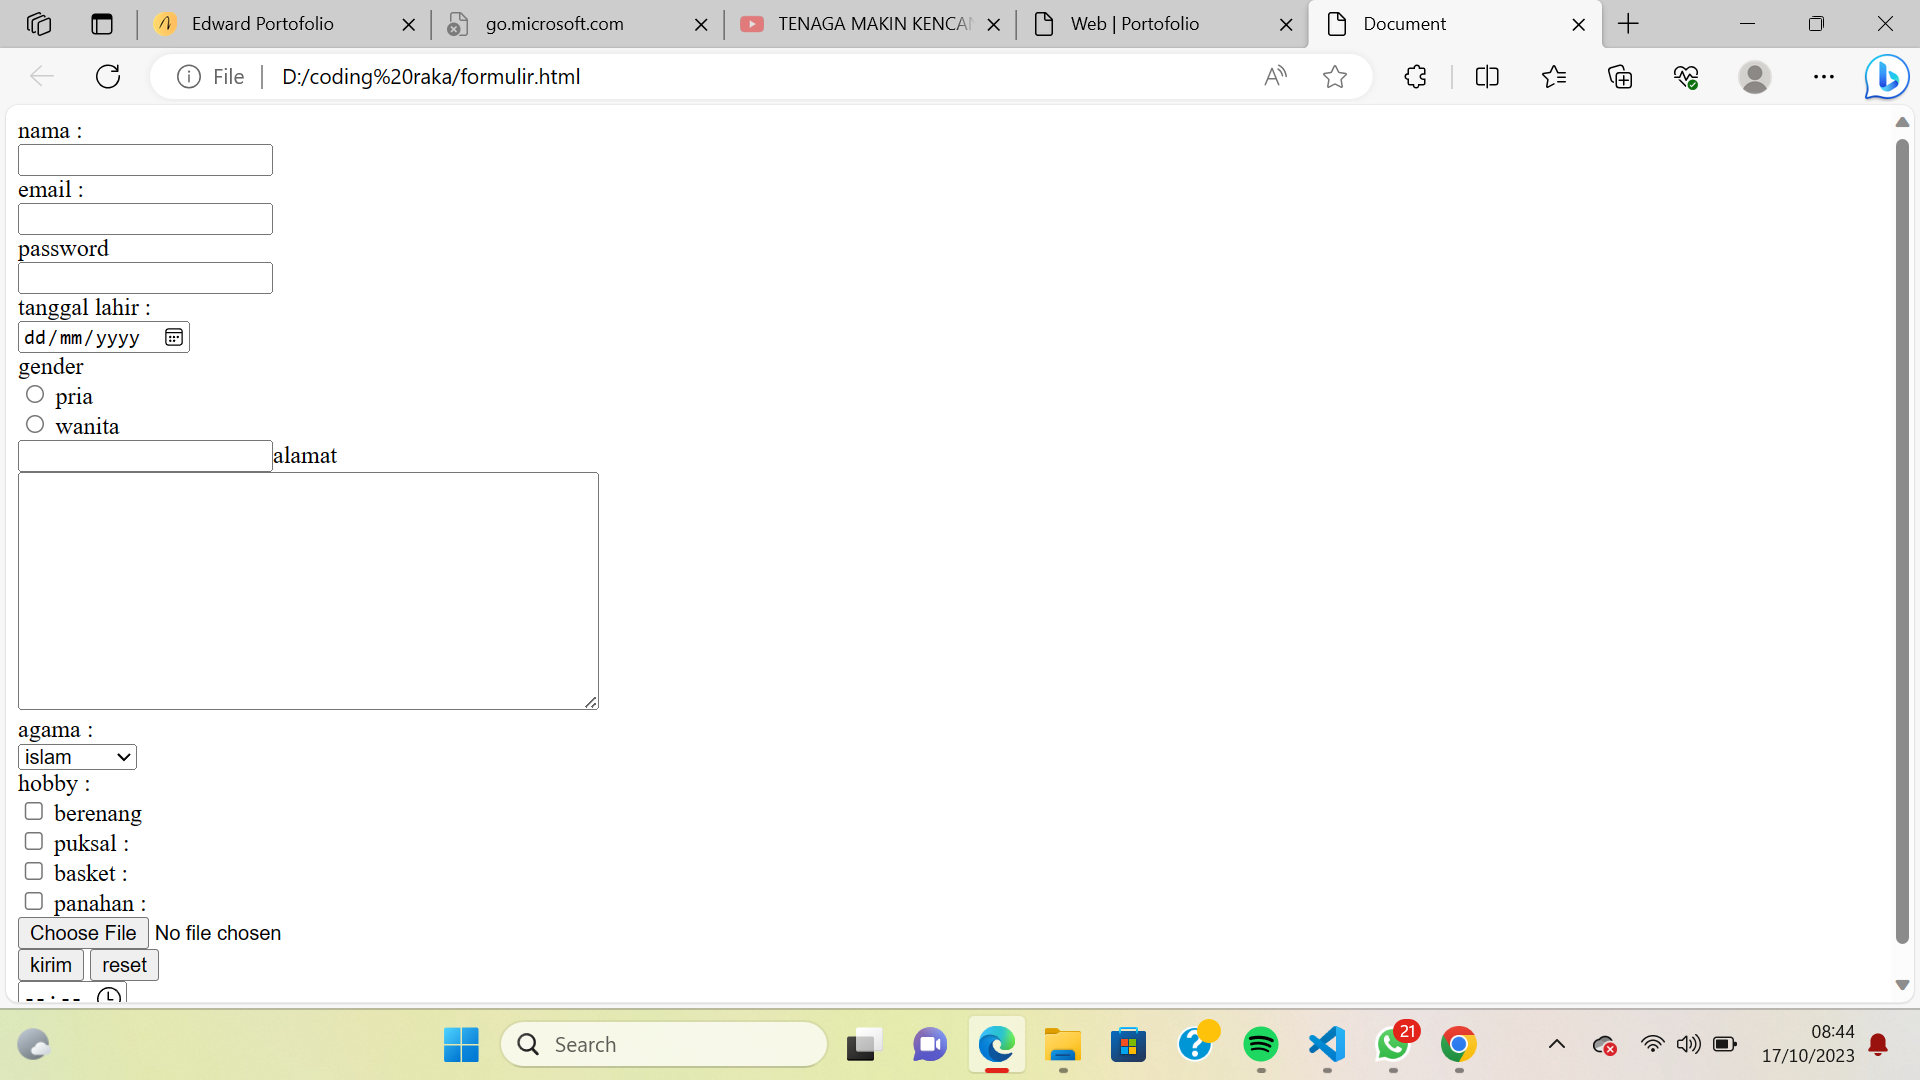 Edward Portofolio
go.microsoft.com
TENAGA MAKIN KENCAN
Web | Portofolio
Document
File
D:/coding%20raka/formulir.html
nama :
email :
password
tanggal lahir :
dd/mm/yyyy
gender
pria
wanita
alamat
agama :
islam
hobby :
berenang
puksal :
basket :
panahan :
Choose File No file chosen
kirim reset
--:--
Search
21
08:44
17/10/2023